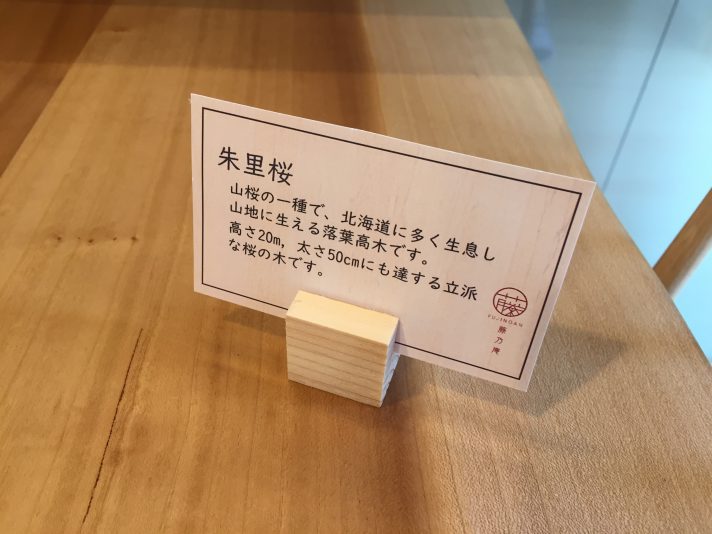 朱里桜
山桜の一種で、北海道に多く生息し
山地に生える落葉高木です。
高さ20m，太さ50cmにも達する立派
な桜の木です。
藤
FUJINOAN
藤乃庵